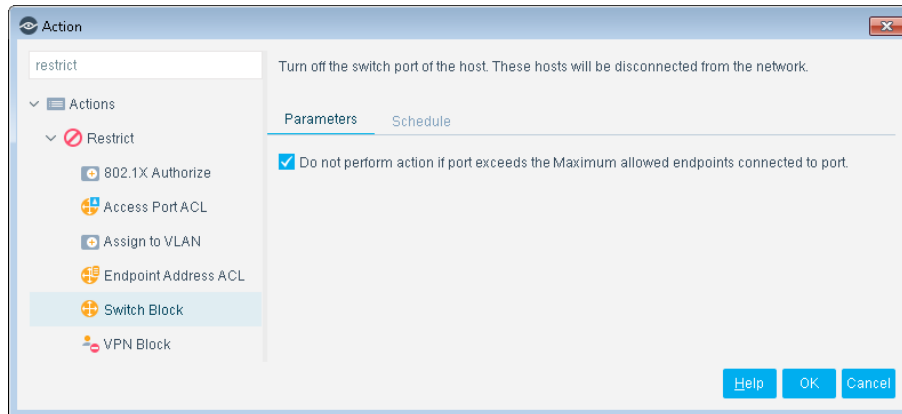 Action
restrict
Actions
Restrict
802.1X Authorize
Access Port ACL
Assign to VLAN
Endpoint Address ACL
Switch Block
VPN Block
Turn off the switch port of the host. These hosts will be disconnected from the network.
Parameters Schedule
Do not perform action if port exceeds the Maximum allowed endpoints connected to port.
Help OK Cancel